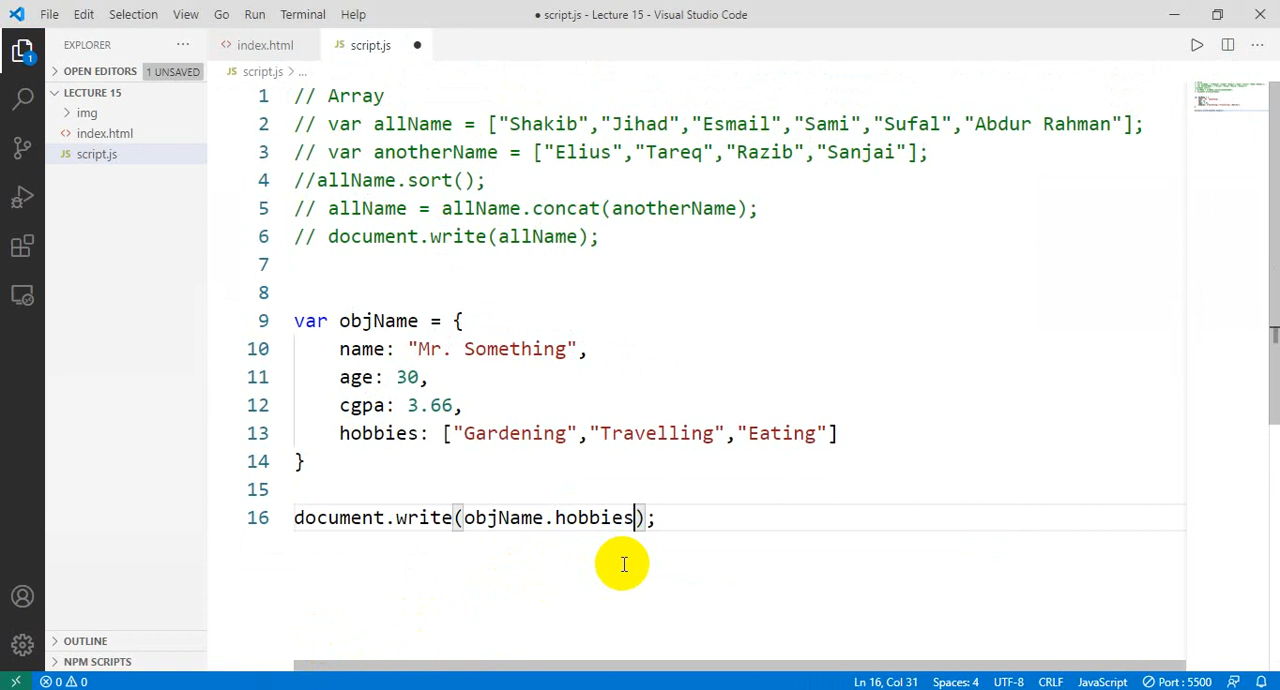 File Edit Selection View Go Run Terminal Help ● script.js - Lecture 15 - Visual Studio Code
EXPLORER ··· <> index.html JS script.js ●
1
OPEN EDITORS 1 UNSAVED JS script.js > ...
LECTURE 15
img
<> index.html
JS script.js
1 // Array
2 // var allName = ["Shakib","Jihad","Esmail","Sami","Sufal","Abdur Rahman"];
3 // var anotherName = ["Elius","Tareq","Razib","Sanjai"];
4 //allName.sort();
5 // allName = allName.concat(anotherName);
6 // document.write(allName);
7
8
9 var objName = {
10 name: "Mr. Something",
11 age: 30,
12 cgpa: 3.66,
13 hobbies: ["Gardening","Travelling","Eating"]
14 }
15
16 document.write(objName.hobbies);
OUTLINE
NPM SCRIPTS
0 0 Ln 16, Col 31 Spaces: 4 UTF-8 CRLF JavaScript Port : 5500